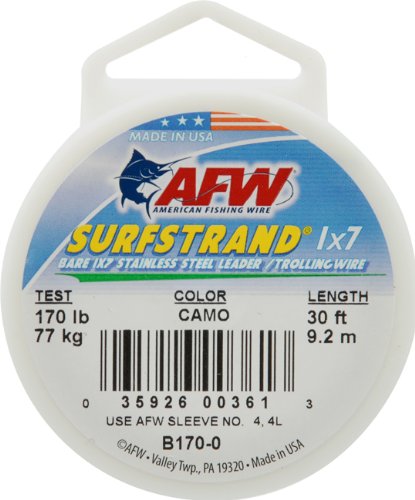 MADE IN USA
AFW
AMERICAN FISHING WIRE
SURFSTRAND® 1x7
BARE 1X7 STAINLESS STEEL LEADER / TROLLING WIRE
TEST COLOR LENGTH
170 lb CAMO 30 ft
77 kg 9.2 m
0 35926 00361 3
USE AFW SLEEVE NO. 4, 4L
B170-0
©AFW • Valley Twp., PA 19320 • Made in USA